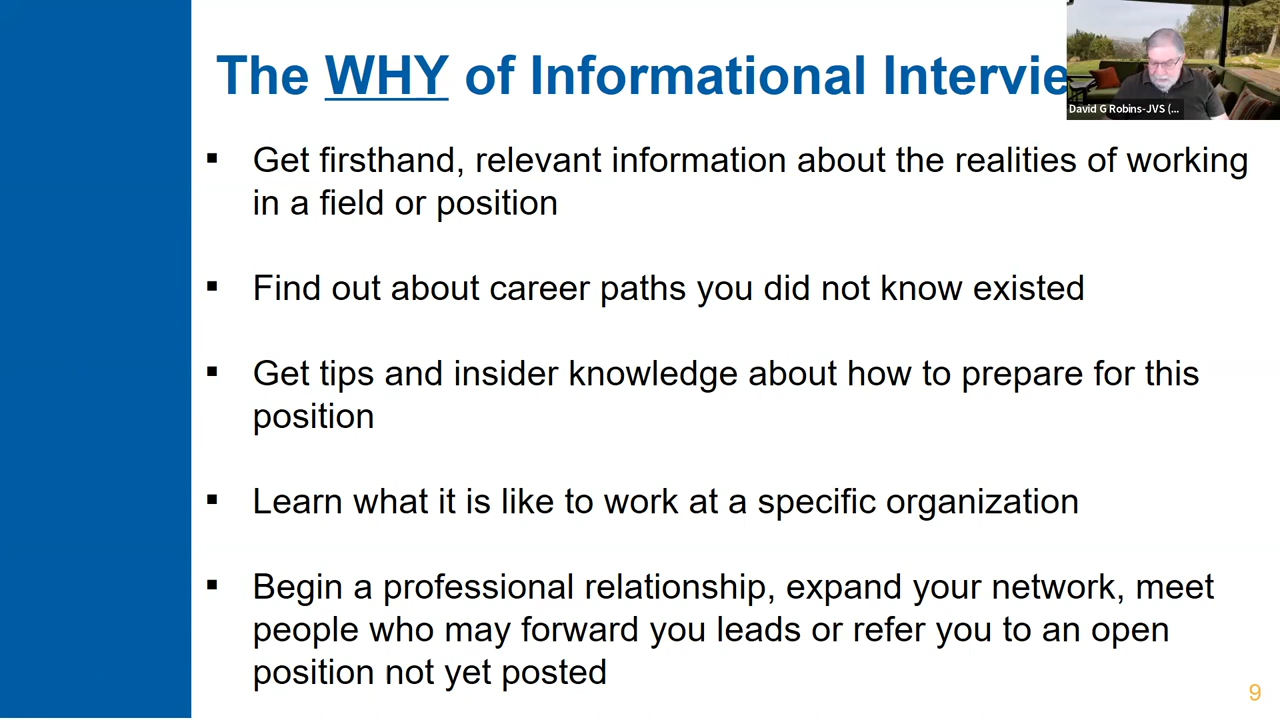 The WHY of Informational Intervie
David G Robins-JVS (...
▪ Get firsthand, relevant information about the realities of working
in a field or position
▪ Find out about career paths you did not know existed
▪ Get tips and insider knowledge about how to prepare for this
position
▪ Learn what it is like to work at a specific organization
▪ Begin a professional relationship, expand your network, meet
people who may forward you leads or refer you to an open
position not yet posted
9